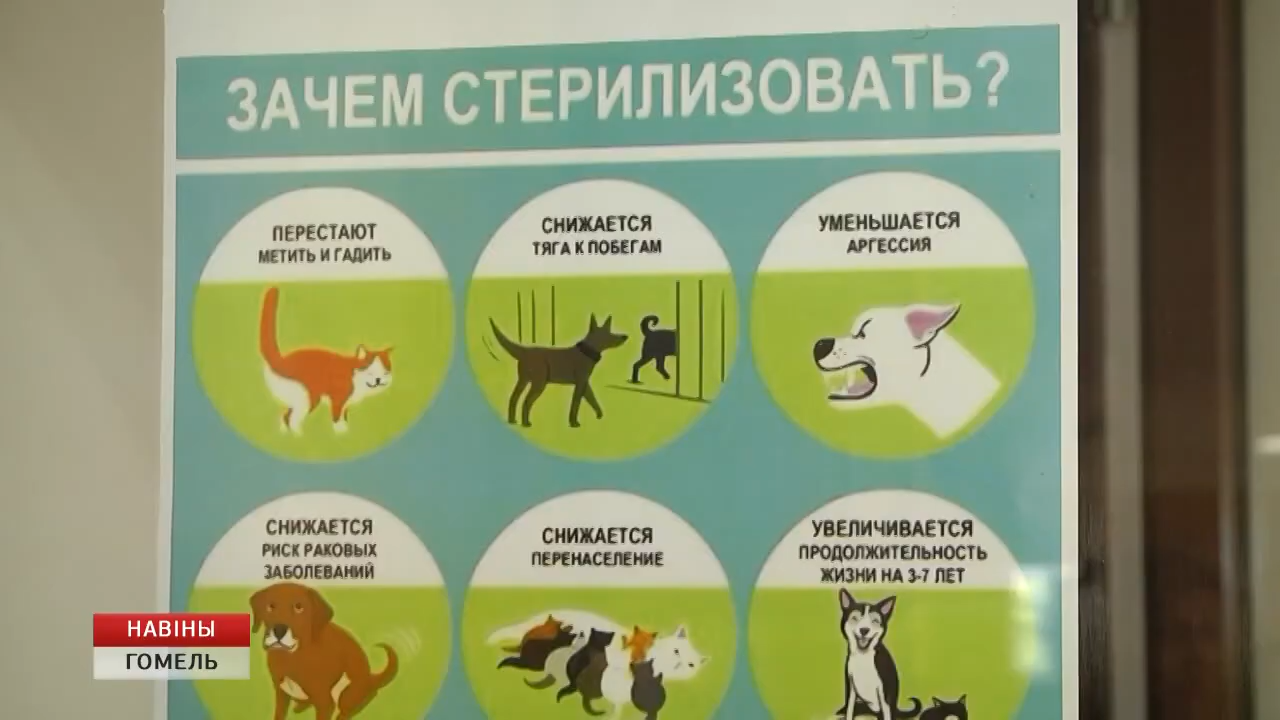 ЗАЧЕМ СТЕРИЛИЗОВАТЬ?
ПЕРЕСТАЮТ
МЕТИТЬ И ГАДИТЬ
СНИЖАЕТСЯ
ТЯГА К ПОБЕГАМ
УМЕНЬШАЕТСЯ
АРГЕССИЯ
СНИЖАЕТСЯ
РИСК РАКОВЫХ
ЗАБОЛЕВАНИЙ
СНИЖАЕТСЯ
ПЕРЕНАСЕЛЕНИЕ
УВЕЛИЧИВАЕТСЯ
ПРОДОЛЖИТЕЛЬНОСТЬ
ЖИЗНИ НА 3-7 ЛЕТ
НАВІНЫ
ГОМЕЛЬ